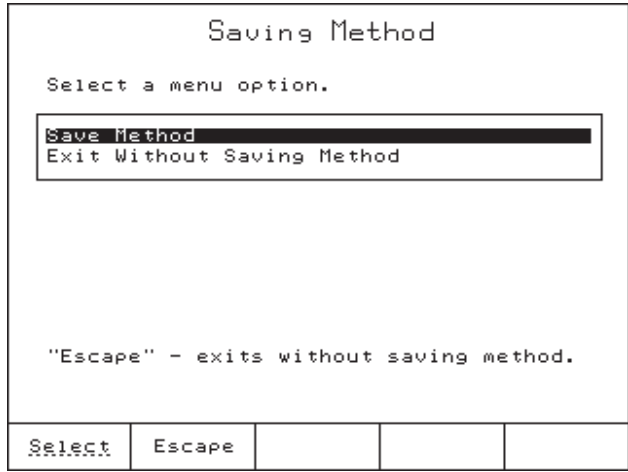 Saving Method
Select a menu option.
Save Method
Exit Without Saving Method
"Escape" - exits without saving method.
Select Escape